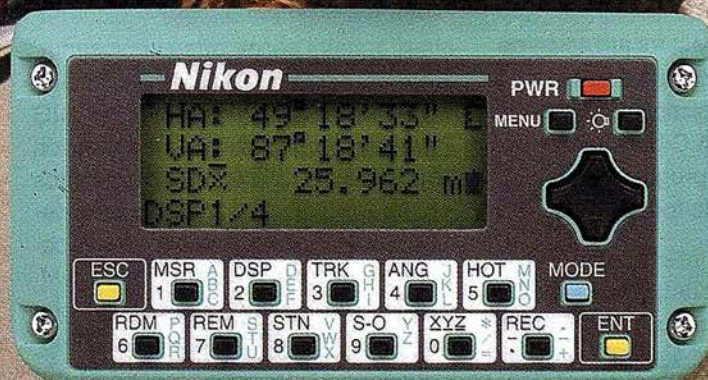 Nikon
PWR
HA: 49°18'33"
MENU
VA: 87°18'41"
SDx̄ 25.962 m
DSP1/4
ESC MSR ABC DSP DEF TRK GHI ANG JKL HOT MNO MODE
1 2 3 4 5
RDM PQR REM STU STN VWX S-O YZ XYZ */= REC .-+ ENT
6 7 8 9 0 -.